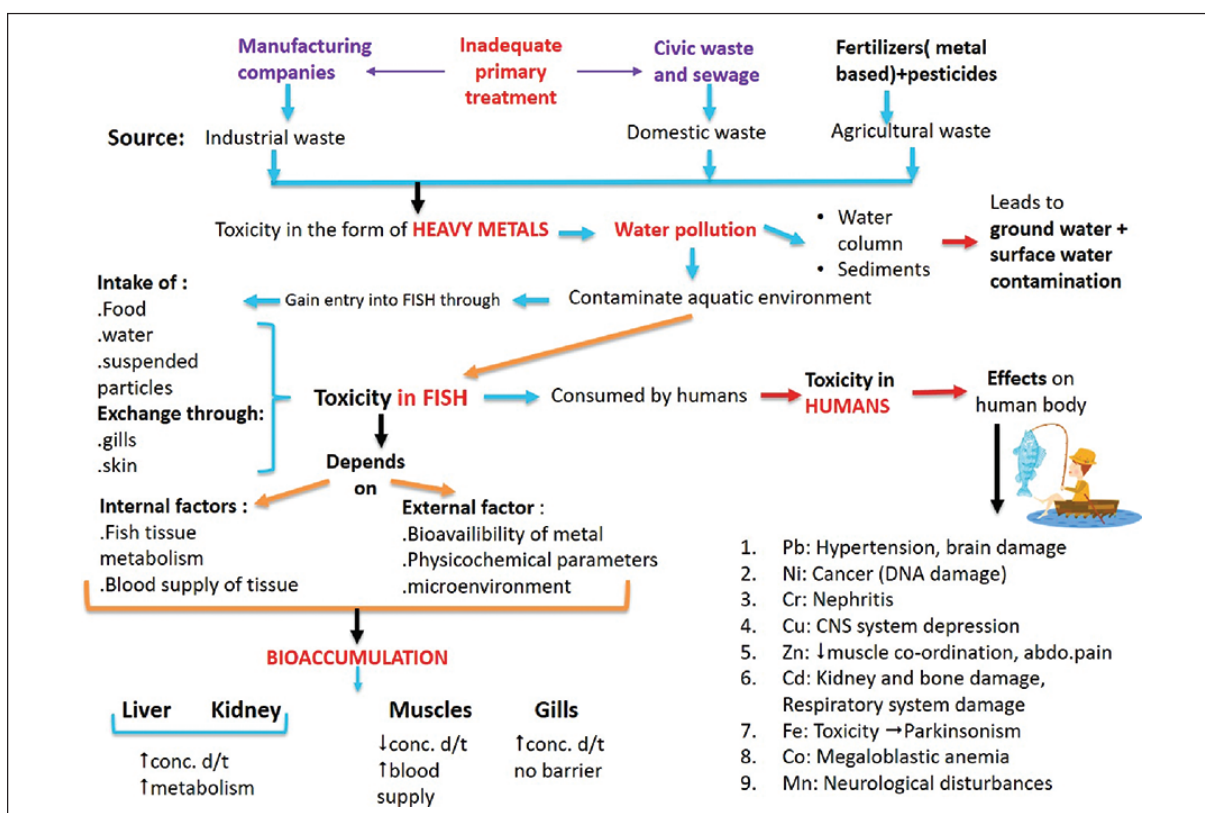 Manufacturing
companies
Inadequate
primary
treatment
Civic waste
and sewage
Fertilizers( metal
based)+pesticides
Source:
Industrial waste
Domestic waste
Agricultural waste
Toxicity in the form of HEAVY METALS
Water pollution
• Water
column
• Sediments
Leads to
ground water +
surface water
contamination
Intake of :
.Food
.water
.suspended
particles
Exchange through:
.gills
.skin
Gain entry into FISH through
Contaminate aquatic environment
Toxicity in FISH
Consumed by humans
Toxicity in
HUMANS
Effects on
human body
Depends
on
Internal factors :
.Fish tissue
metabolism
.Blood supply of tissue
External factor :
.Bioavailibility of metal
.Physicochemical parameters
.microenvironment
BIOACCUMULATION
Liver Kidney
↑conc. d/t
↑metabolism
Muscles
↓conc. d/t
↑blood
supply
Gills
↑conc. d/t
no barrier
1. Pb: Hypertension, brain damage
2. Ni: Cancer (DNA damage)
3. Cr: Nephritis
4. Cu: CNS system depression
5. Zn: ↓muscle co-ordination, abdo.pain
6. Cd: Kidney and bone damage,
Respiratory system damage
7. Fe: Toxicity →Parkinsonism
8. Co: Megaloblastic anemia
9. Mn: Neurological disturbances